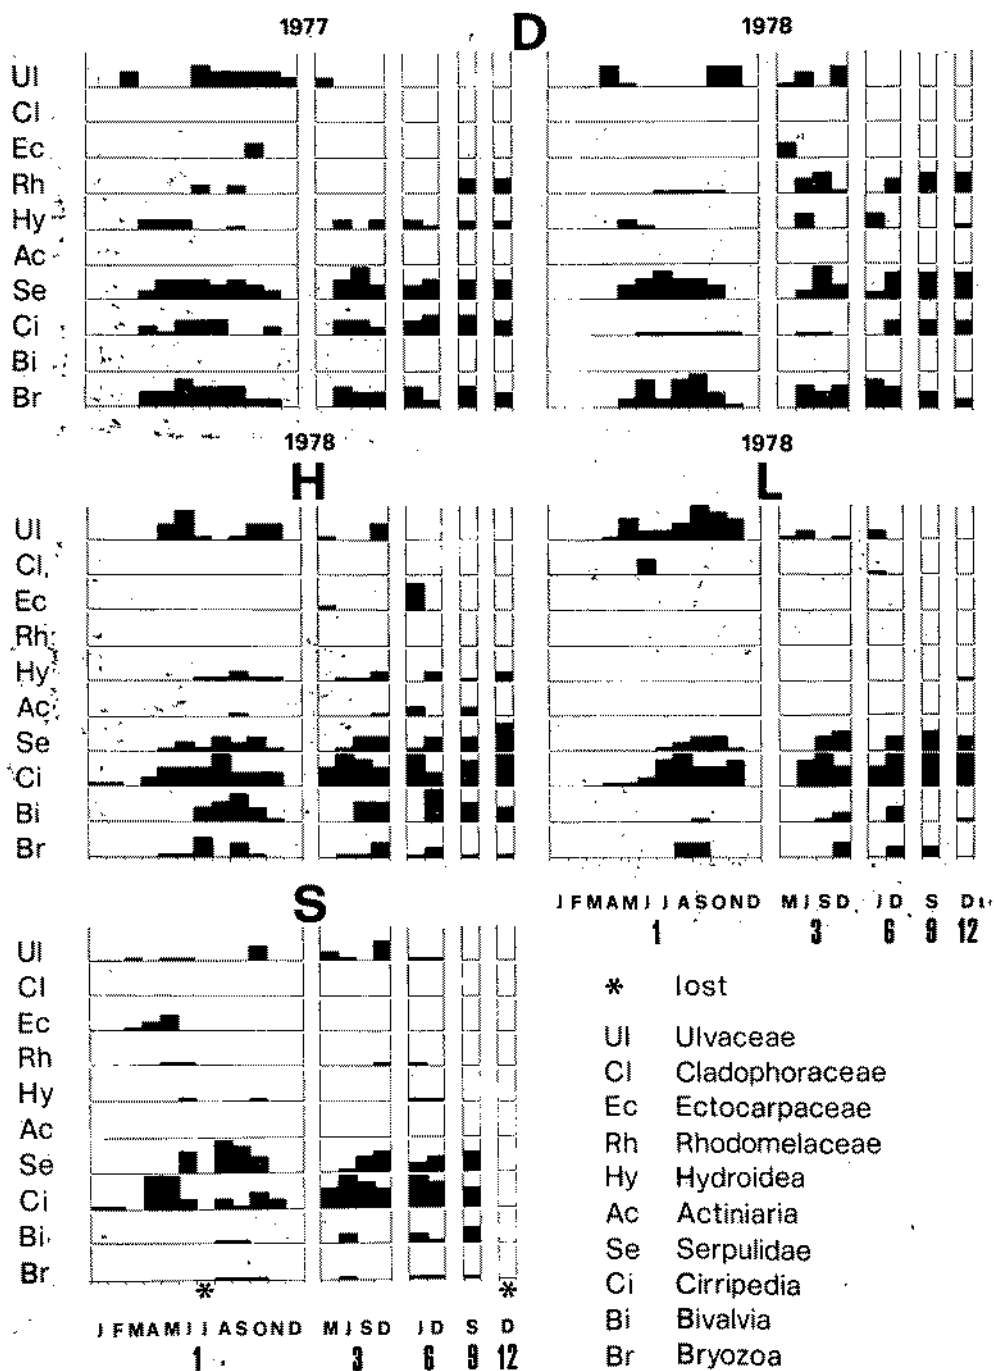 1977 D 1978
Ul
Cl
Ec
Rh
Hy
Ac
Se
Ci
Bi
Br
1978 1978
H L
Ul
Cl
Ec
Rh
Hy
Ac
Se
Ci
Bi
Br
J F M A M J J A S O N D M J S D J D S D
1 3 6 9 12
S
Ul
Cl
Ec
Rh
Hy
Ac
Se
Ci
Bi
Br
* *
J F M A M J J A S O N D M J S D J D S D
1 3 6 9 12
* lost
Ul Ulvaceae
Cl Cladophoraceae
Ec Ectocarpaceae
Rh Rhodomelaceae
Hy Hydroidea
Ac Actiniaria
Se Serpulidae
Ci Cirripedia
Bi Bivalvia
Br Bryozoa